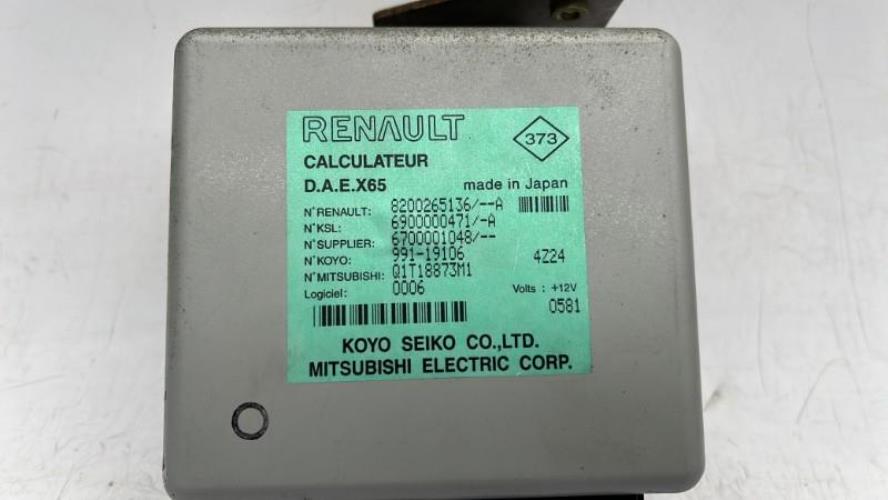 RENAULT
373
CALCULATEUR
D.A.E.X65 made in Japan
N°RENAULT: 8200265136/--A
N°KSL: 6900000471/-A
N°SUPPLIER: 6700001048/--
N°KOYO: 991-19106 4Z24
N°MITSUBISHI: Q1T18873M1
Logiciel: 0006 Volts : +12V
0581
KOYO SEIKO CO.,LTD.
MITSUBISHI ELECTRIC CORP.